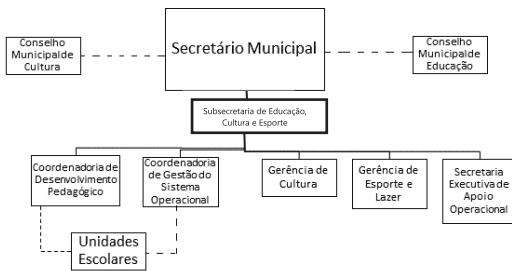 Conselho
Municipalde
Cultura
Secretário Municipal
Conselho
Municipalde
Educação
Subsecretaria de Educação,
Cultura e Esporte
Coordenadoria de
Desenvolvimento
Pedagógico
Coordenadoria
de Gestão do
Sistema
Operacional
Gerência de
Cultura
Gerência de
Esporte e
Lazer
Secretaria
Executiva de
Apoio
Operacional
Unidades
Escolares